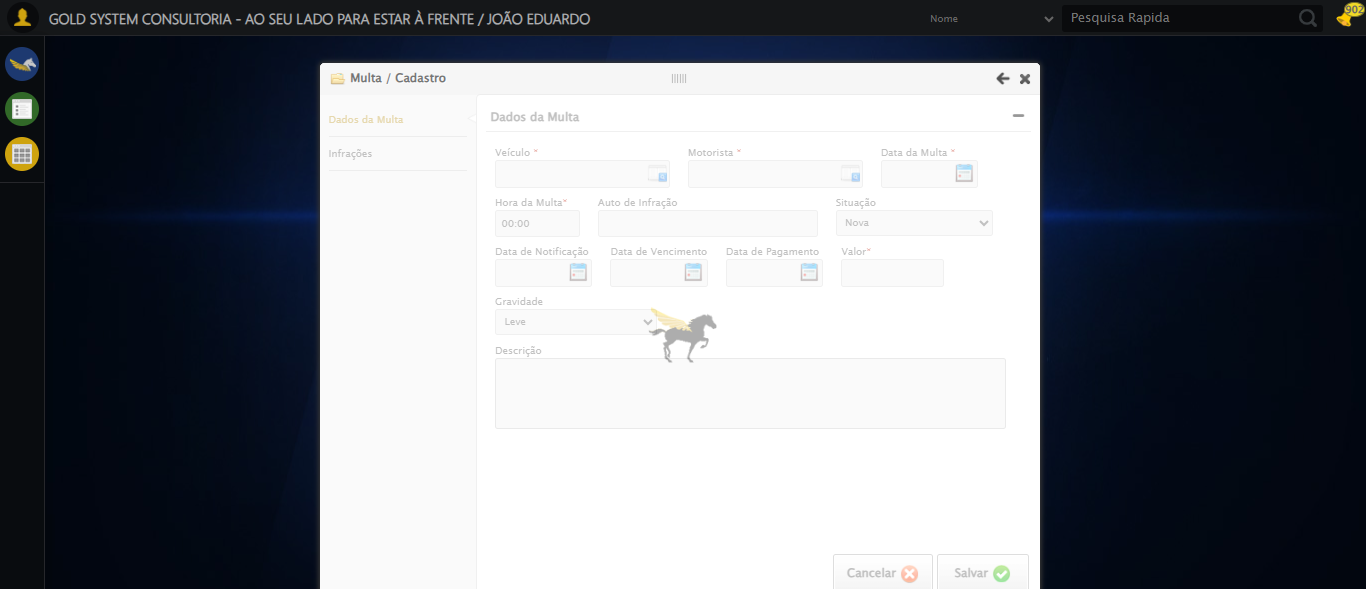 GOLD SYSTEM CONSULTORIA - AO SEU LADO PARA ESTAR À FRENTE / JOÃO EDUARDO
Nome
Pesquisa Rapida
902
Multa / Cadastro
Dados da Multa
Infrações
Dados da Multa
Veículo * Motorista * Data da Multa *
Hora da Multa* Auto de Infração Situação
00:00 Nova
Data de Notificação Data de Vencimento Data de Pagamento Valor*
Gravidade
Leve
Descrição
Cancelar Salvar